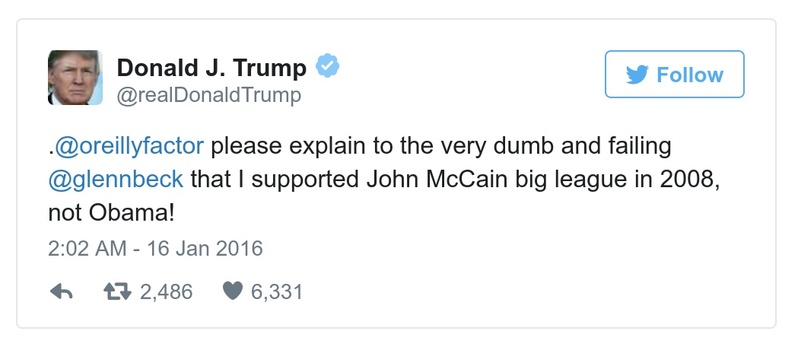 Donald J. Trump
@realDonaldTrump
Follow
.@oreillyfactor please explain to the very dumb and failing
@glennbeck that I supported John McCain big league in 2008,
not Obama!
2:02 AM - 16 Jan 2016
2,486 6,331